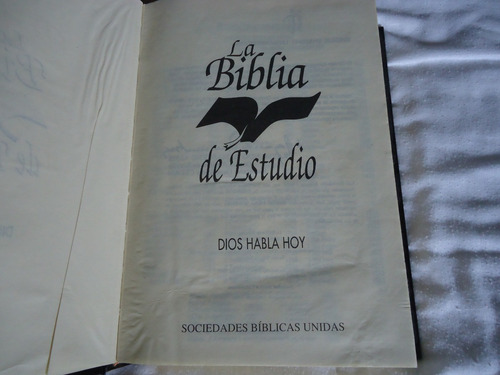 La
Biblia
de Estudio
DIOS HABLA HOY
SOCIEDADES BÍBLICAS UNIDAS